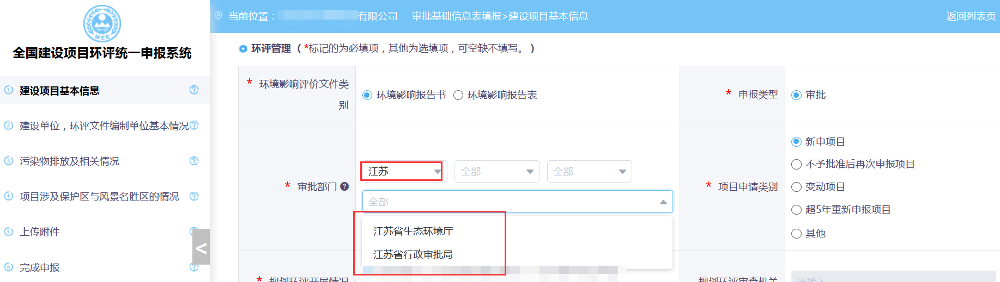 MEE
全国建设项目环评统一申报系统
1 建设项目基本信息 ?
2 建设单位，环评文件编制单位基本情况 ?
3 污染物排放及相关情况 ?
4 项目涉及保护区与风景名胜区的情况 ?
5 上传附件
6 完成申报 ?
<
当前位置： 有限公司 审批基础信息表填报>建设项目基本信息 返回列表页
环评管理（*标记的为必填项，其他为选填项，可空缺不填写。）
* 环境影响评价文件类
别
环境影响报告书 环境影响报告表
* 申报类型 审批
* 审批部门 ?
江苏 全部 全部
全部
江苏省生态环境厅
江苏省行政审批局
* 项目申请类别
新申项目
不予批准后再次申报项目
变动项目
超5年重新申报项目
其他
* 规划环评开展情况
规划环评审查机关
请输入